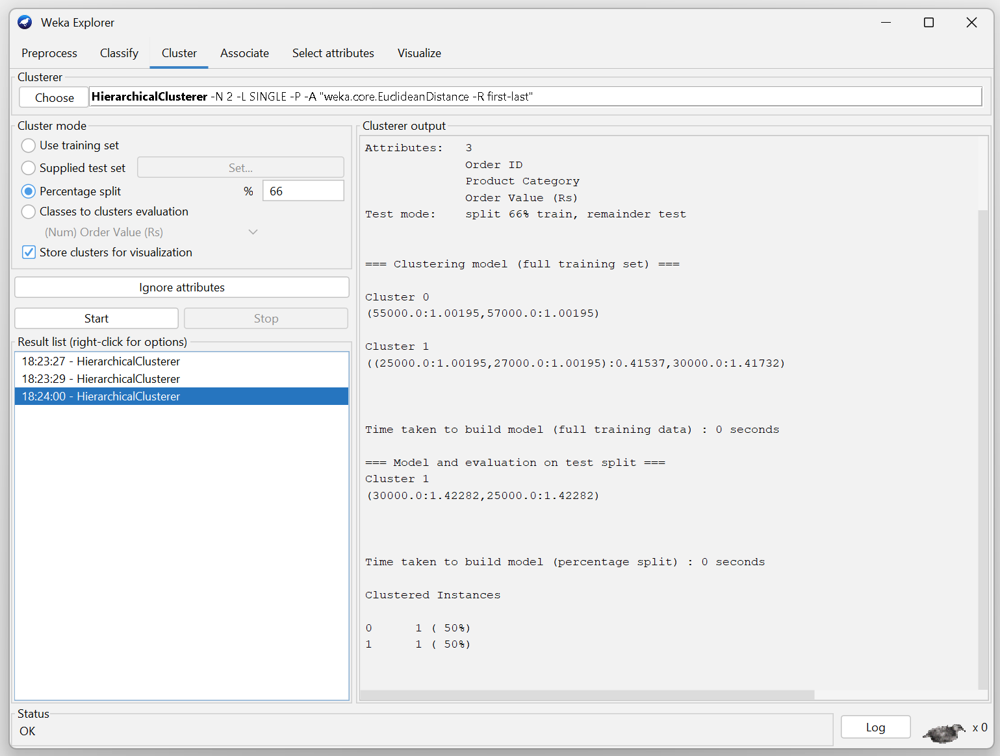 Weka Explorer
Preprocess Classify Cluster Associate Select attributes Visualize
Clusterer
Choose HierarchicalClusterer -N 2 -L SINGLE -P -A "weka.core.EuclideanDistance -R first-last"
Cluster mode
Use training set
Supplied test set Set...
Percentage split % 66
Classes to clusters evaluation
(Num) Order Value (Rs)
Store clusters for visualization
Ignore attributes
Start Stop
Result list (right-click for options)
18:23:27 - HierarchicalClusterer
18:23:29 - HierarchicalClusterer
18:24:00 - HierarchicalClusterer
Clusterer output
Attributes: 3
Order ID
Product Category
Order Value (Rs)
Test mode: split 66% train, remainder test
=== Clustering model (full training set) ===
Cluster 0
(55000.0:1.00195,57000.0:1.00195)
Cluster 1
((25000.0:1.00195,27000.0:1.00195):0.41537,30000.0:1.41732)
Time taken to build model (full training data) : 0 seconds
=== Model and evaluation on test split ===
Cluster 1
(30000.0:1.42282,25000.0:1.42282)
Time taken to build model (percentage split) : 0 seconds
Clustered Instances
0 1 ( 50%)
1 1 ( 50%)
Status
OK
Log x 0